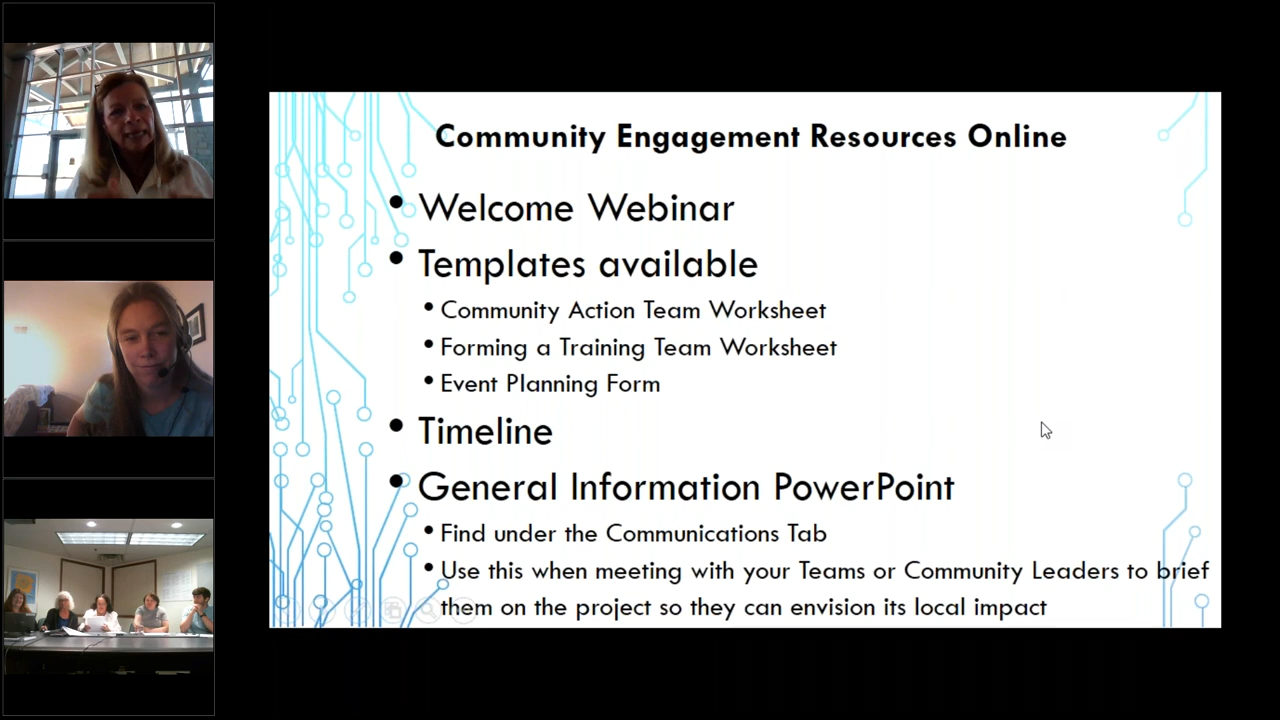 Community Engagement Resources Online
• Welcome Webinar
• Templates available
• Community Action Team Worksheet
• Forming a Training Team Worksheet
• Event Planning Form
• Timeline
• General Information PowerPoint
• Find under the Communications Tab
• Use this when meeting with your Teams or Community Leaders to brief
them on the project so they can envision its local impact